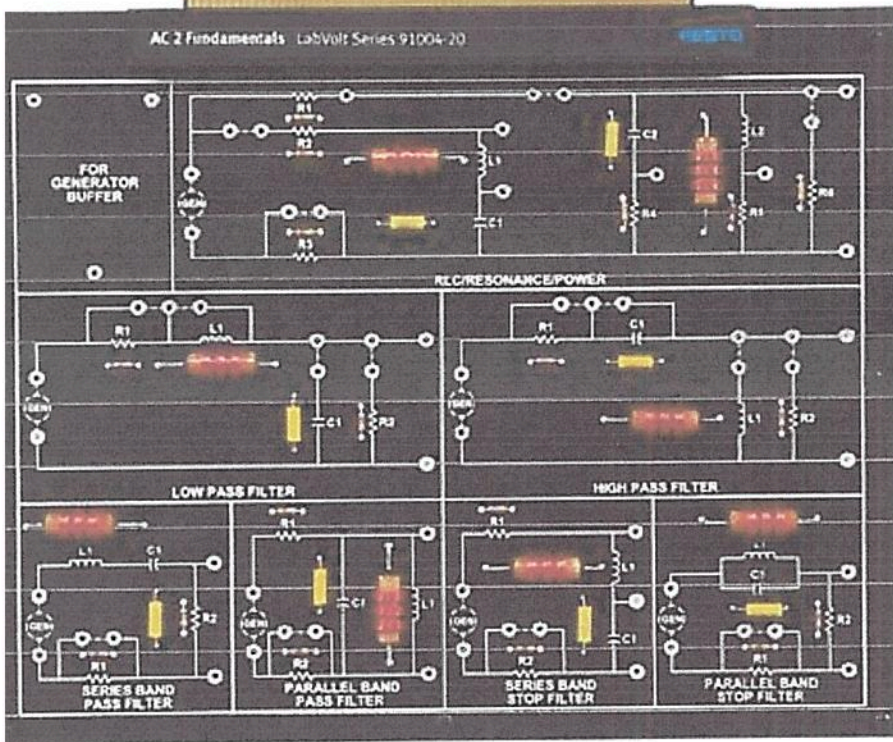 AC 2 Fundamentals LabVolt Series 91004-20
FESTO
FOR
GENERATOR
BUFFER
GEN
R1
R2
R3
L1
C1
C2
R4
L2
R5
R6
RLC/RESONANCE/POWER
R1
L1
GEN
C1
R2
LOW PASS FILTER
R1
C1
GEN
L1
R2
HIGH PASS FILTER
L1
C1
GEN
R2
R1
SERIES BAND
PASS FILTER
R1
GEN
C1
L1
R2
PARALLEL BAND
PASS FILTER
R1
L1
GEN
C1
R2
SERIES BAND
STOP FILTER
L1
C1
GEN
R2
R1
PARALLEL BAND
STOP FILTER